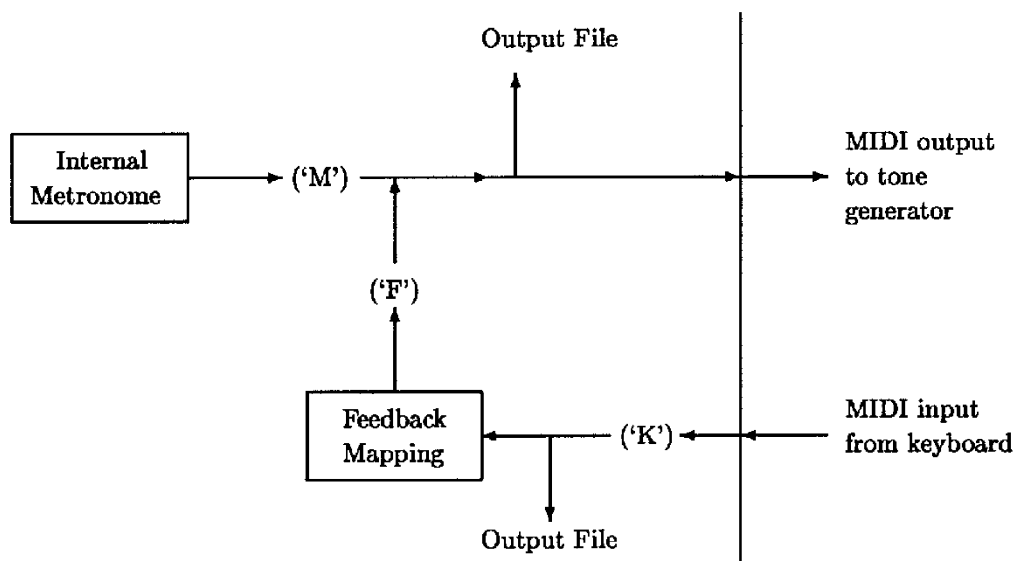 Output File
Internal
Metronome
(‘M’)
MIDI output
to tone
generator
(‘F’)
Feedback
Mapping
(‘K’)
MIDI input
from keyboard
Output File